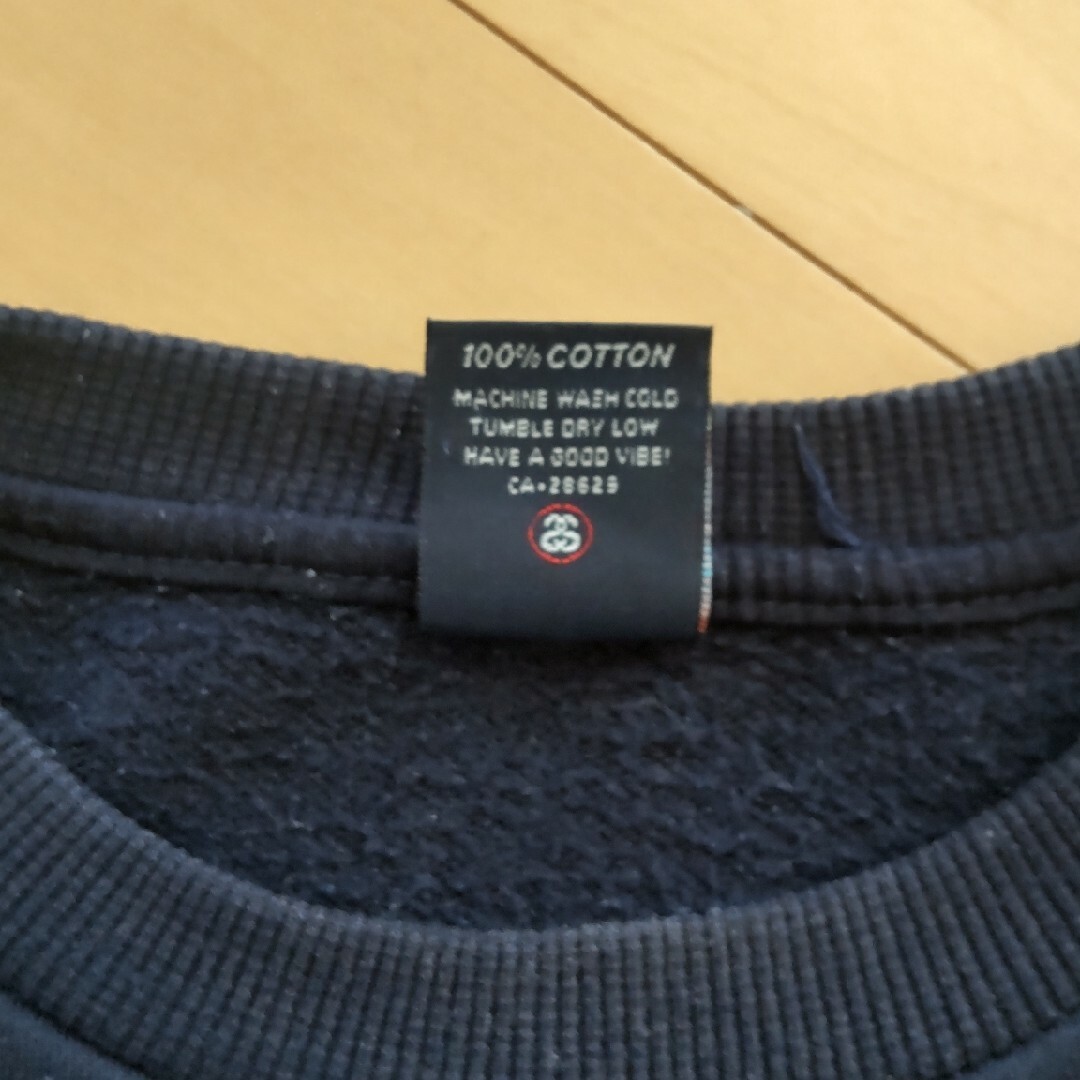 100% COTTON
MACHINE WASH COLD
TUMBLE DRY LOW
HAVE A GOOD VIBE!
CA•28629